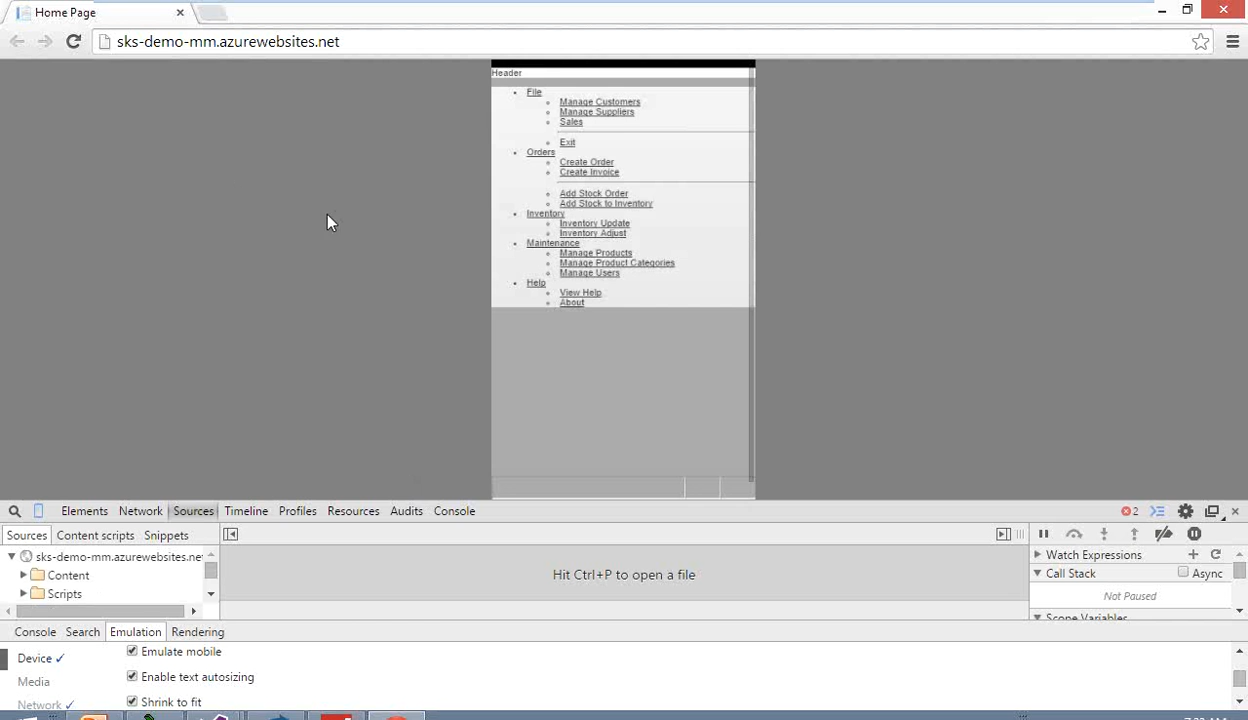 Home Page
sks-demo-mm.azurewebsites.net
Header
File
Manage Customers
Manage Suppliers
Sales
Exit
Orders
Create Order
Create Invoice
Add Stock Order
Add Stock to Inventory
Inventory
Inventory Update
Inventory Adjust
Maintenance
Manage Products
Manage Product Categories
Manage Users
Help
View Help
About
Elements Network Sources Timeline Profiles Resources Audits Console 2
Sources Content scripts Snippets
sks-demo-mm.azurewebsites.ne
Watch Expressions
Content
Hit Ctrl+P to open a file
Call Stack Async
Scripts
Not Paused
Scope Variables
Console Search Emulation Rendering
Device ✓ Emulate mobile
Media Enable text autosizing
Network ✓ Shrink to fit